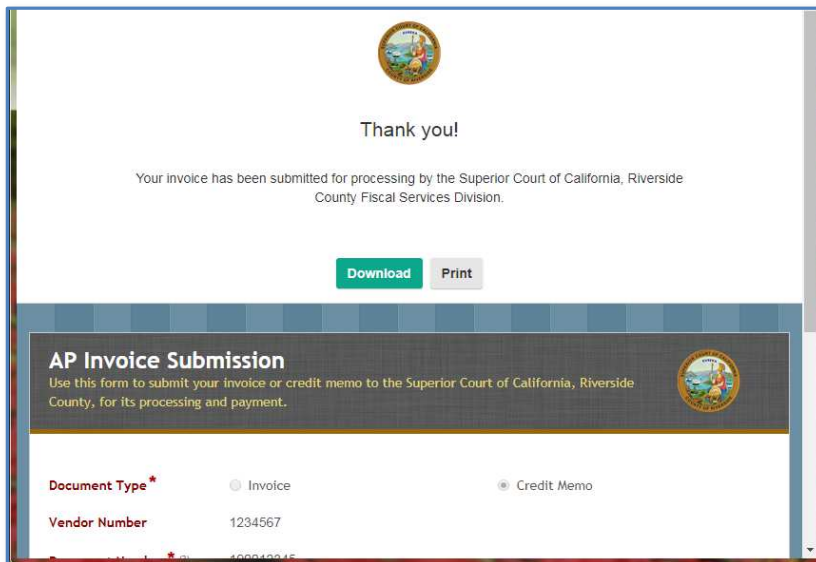 Thank you!
Your invoice has been submitted for processing by the Superior Court of California, Riverside
County Fiscal Services Division.
Download Print
AP Invoice Submission
Use this form to submit your invoice or credit memo to the Superior Court of California, Riverside
County, for its processing and payment.
Document Type* Invoice Credit Memo
Vendor Number 1234567